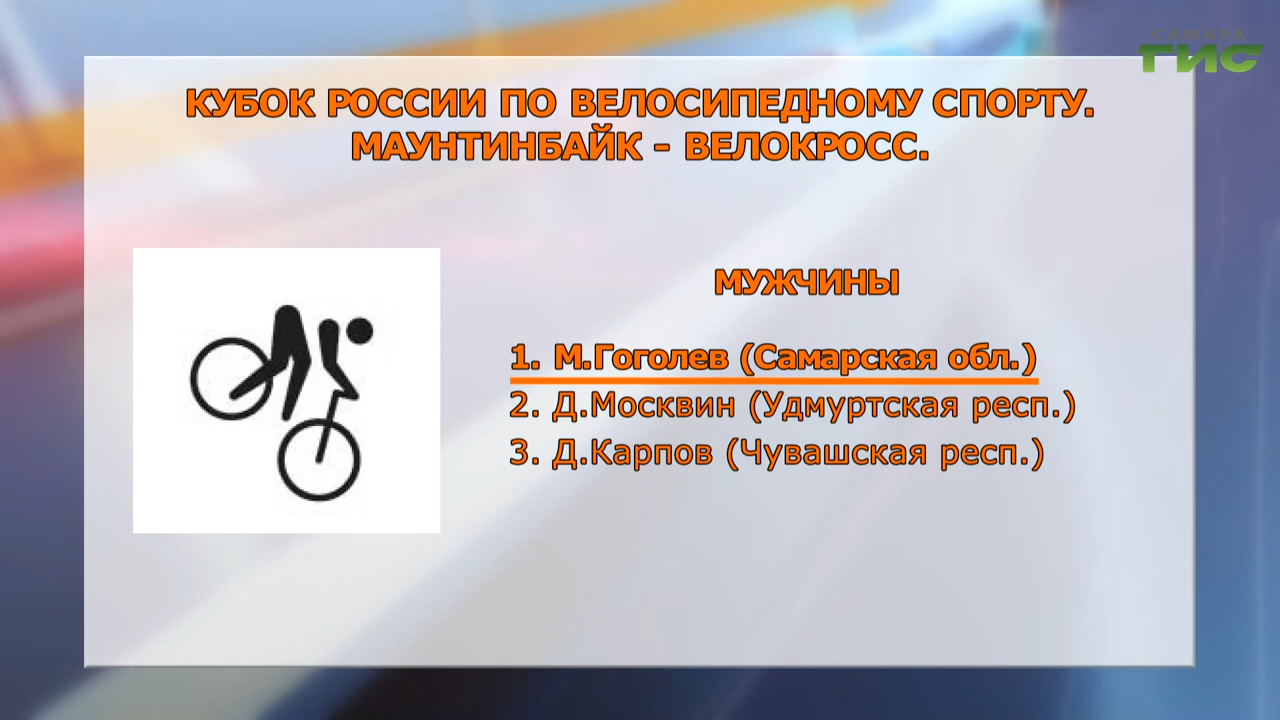 САМАРА
ГИС
КУБОК РОССИИ ПО ВЕЛОСИПЕДНОМУ СПОРТУ.
МАУНТИНБАЙК - ВЕЛОКРОСС.
МУЖЧИНЫ
1. М.Гоголев (Самарская обл.)
2. Д.Москвин (Удмуртская респ.)
3. Д.Карпов (Чувашская респ.)